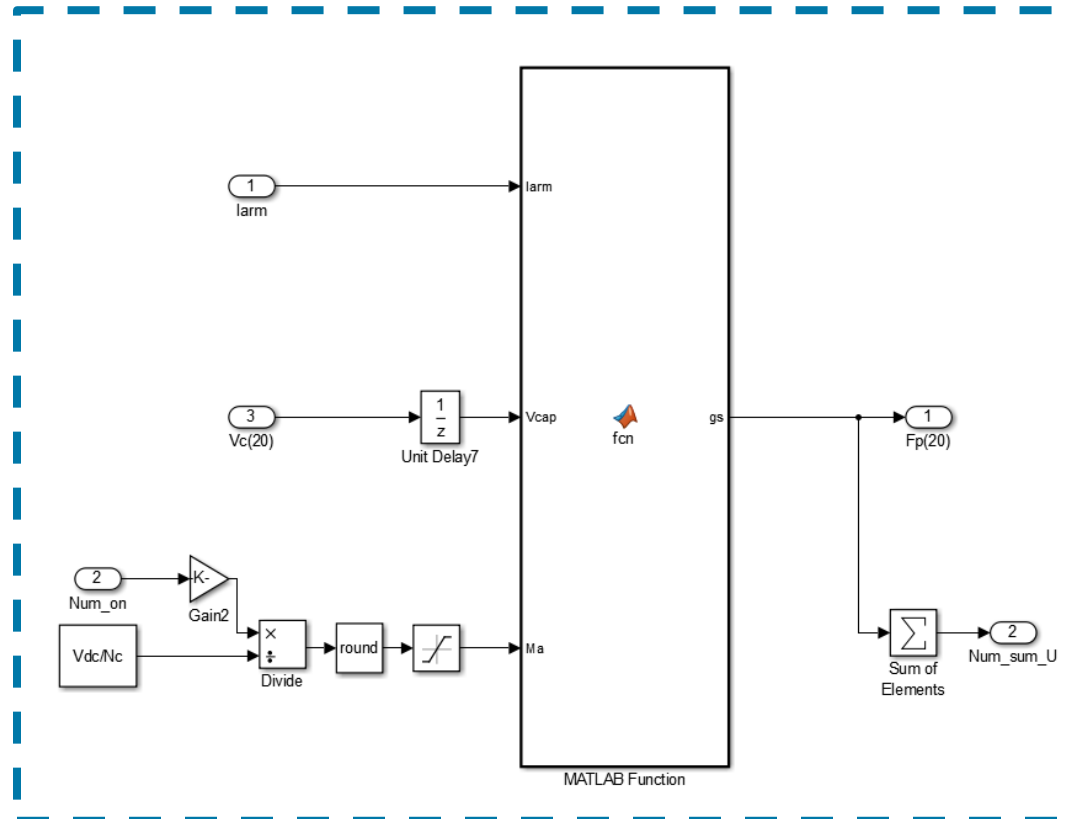 1
Iarm
Iarm
3
Vc(20)
1
z
Unit Delay7
Vcap
fcn
gs
1
Fp(20)
2
Num_on
-K-
Gain2
Vdc/Nc
×
÷
Divide
round
Ma
Σ
Sum of
Elements
2
Num_sum_U
MATLAB Function